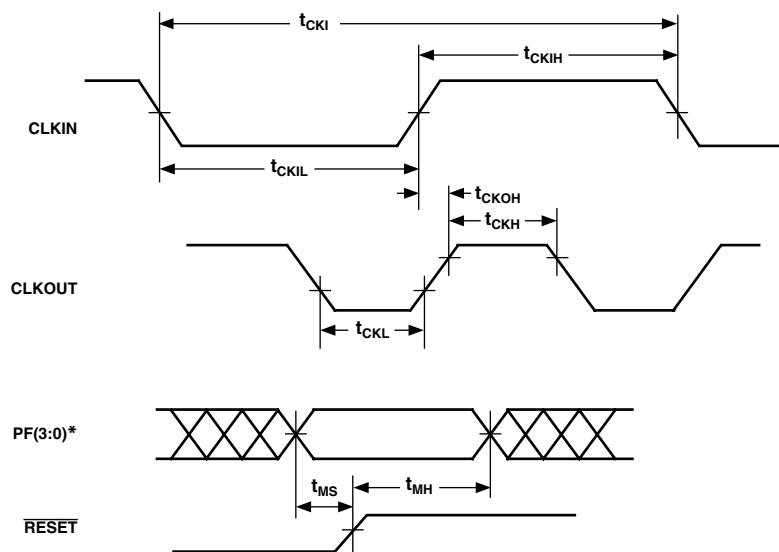 tCKI
tCKIH
CLKIN
tCKIL
tCKOH
tCKH
CLKOUT
tCKL
PF(3:0)*
tMS
tMH
RESET